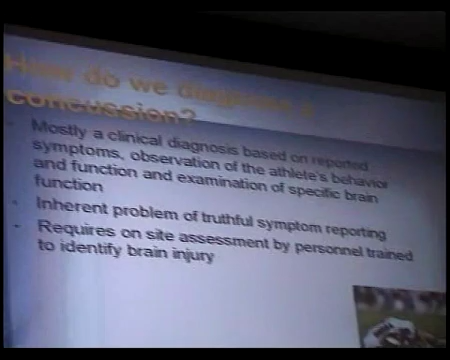 How do we diagnose a
concussion?
- Mostly a clinical diagnosis based on reported
symptoms, observation of the athlete's behavior
and function and examination of specific brain
function
- Inherent problem of truthful symptom reporting
- Requires on site assessment by personnel trained
to identify brain injury